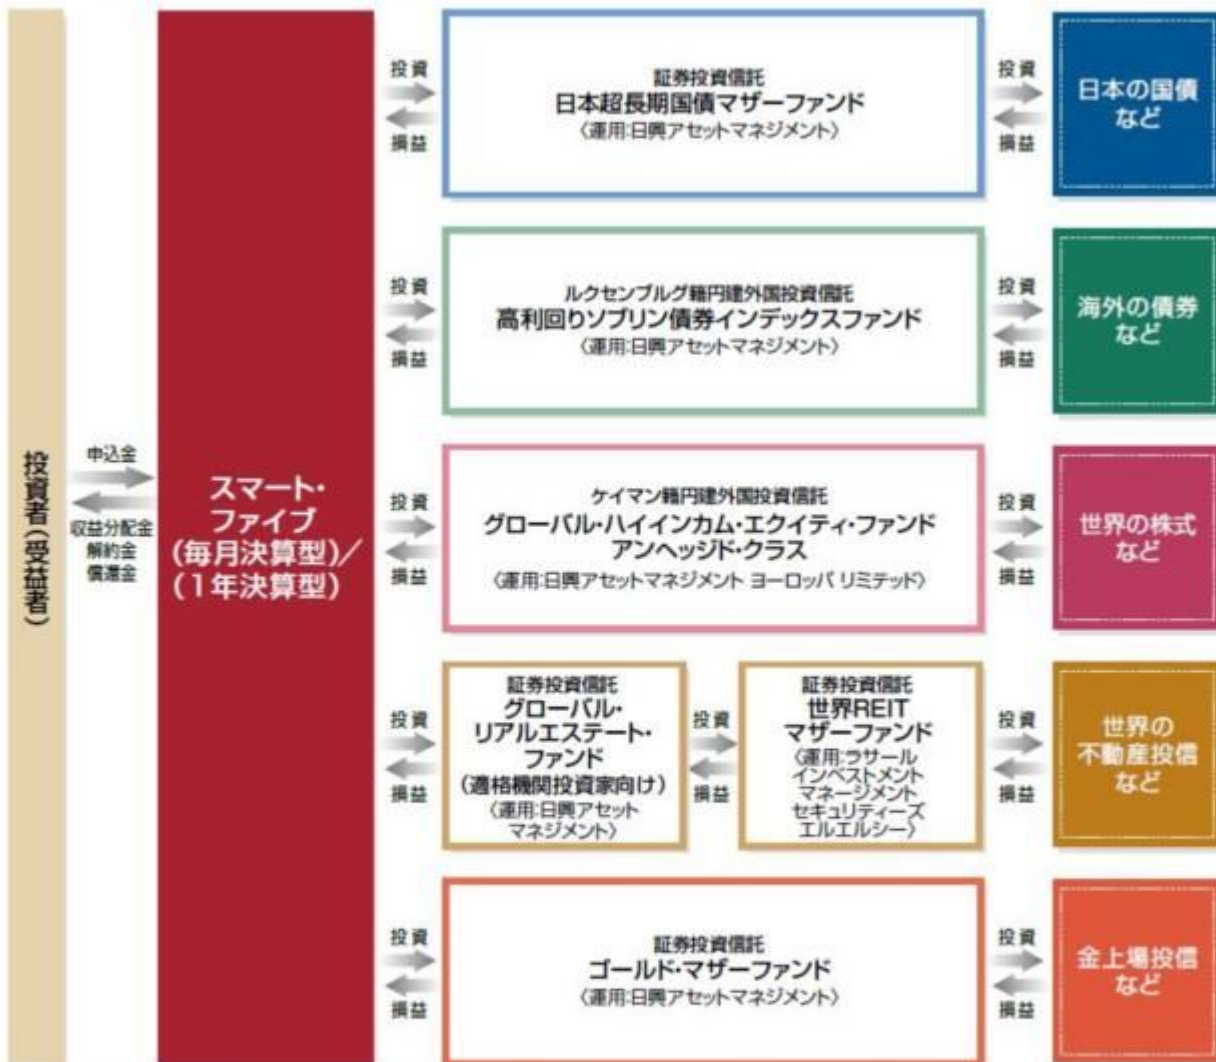 投資者(受益者)
申込金
収益分配金
解約金
償還金
スマート・
ファイブ
(毎月決算型)／
(1年決算型)
投資
損益
証券投資信託
日本超長期国債マザーファンド
〈運用:日興アセットマネジメント〉
投資
損益
日本の国債
など
投資
損益
ルクセンブルグ籍円建外国投資信託
高利回りソブリン債券インデックスファンド
〈運用:日興アセットマネジメント〉
投資
損益
海外の債券
など
投資
損益
ケイマン籍円建外国投資信託
グローバル・ハイインカム・エクイティ・ファンド
アンヘッジド・クラス
〈運用:日興アセットマネジメント ヨーロッパ リミテッド〉
投資
損益
世界の株式
など
投資
損益
証券投資信託
グローバル・
リアルエステート・
ファンド
(適格機関投資家向け)
〈運用:日興アセット
マネジメント〉
投資
損益
証券投資信託
世界REIT
マザーファンド
〈運用:ラサール
インベストメント
マネージメント
セキュリティーズ
エルエルシー〉
投資
損益
世界の
不動産投信
など
投資
損益
証券投資信託
ゴールド・マザーファンド
〈運用:日興アセットマネジメント〉
投資
損益
金上場投信
など